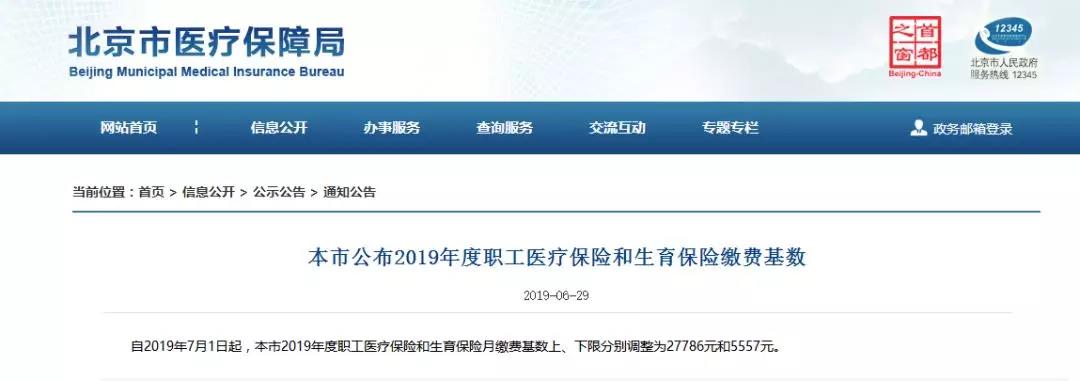 北京市医疗保障局
Beijing Municipal Medical Insurance Bureau
首都之窗
Beijing-China
12345
北京市人民政府
服务热线 12345
网站首页 信息公开 办事服务 查询服务 交流互动 专题专栏 政务邮箱登录
当前位置：首页 > 信息公开 > 公示公告 > 通知公告
本市公布2019年度职工医疗保险和生育保险缴费基数
2019-06-29
自2019年7月1日起，本市2019年度职工医疗保险和生育保险月缴费基数上、下限分别调整为27786元和5557元。